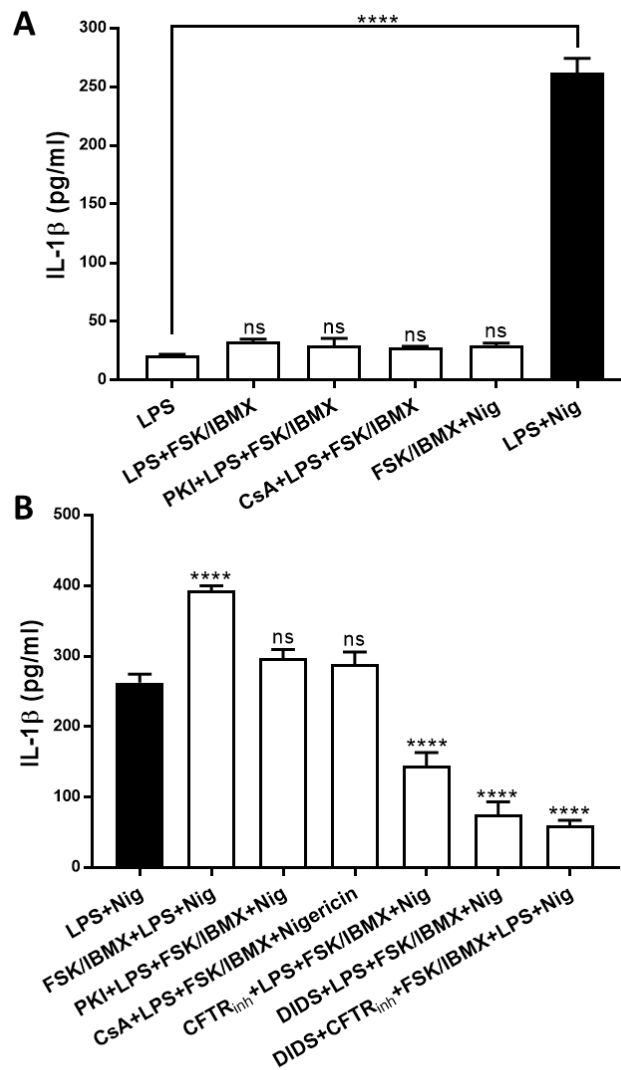 A
****
300
250
200
150
100
50
0
IL-1β (pg/ml)
ns
ns
ns
ns
LPS
LPS+FSK/IBMX
PKI+LPS+FSK/IBMX
CsA+LPS+FSK/IBMX
FSK/IBMX+Nig
LPS+Nig
B
500
400
300
200
100
0
IL-1β (pg/ml)
****
ns
ns
****
****
****
LPS+Nig
FSK/IBMX+LPS+Nig
PKI+LPS+FSK/IBMX+Nig
CsA+LPS+FSK/IBMX+Nigericin
CFTRinh+LPS+FSK/IBMX+Nig
DIDS+LPS+FSK/IBMX+Nig
DIDS+CFTRinh+FSK/IBMX+LPS+Nig